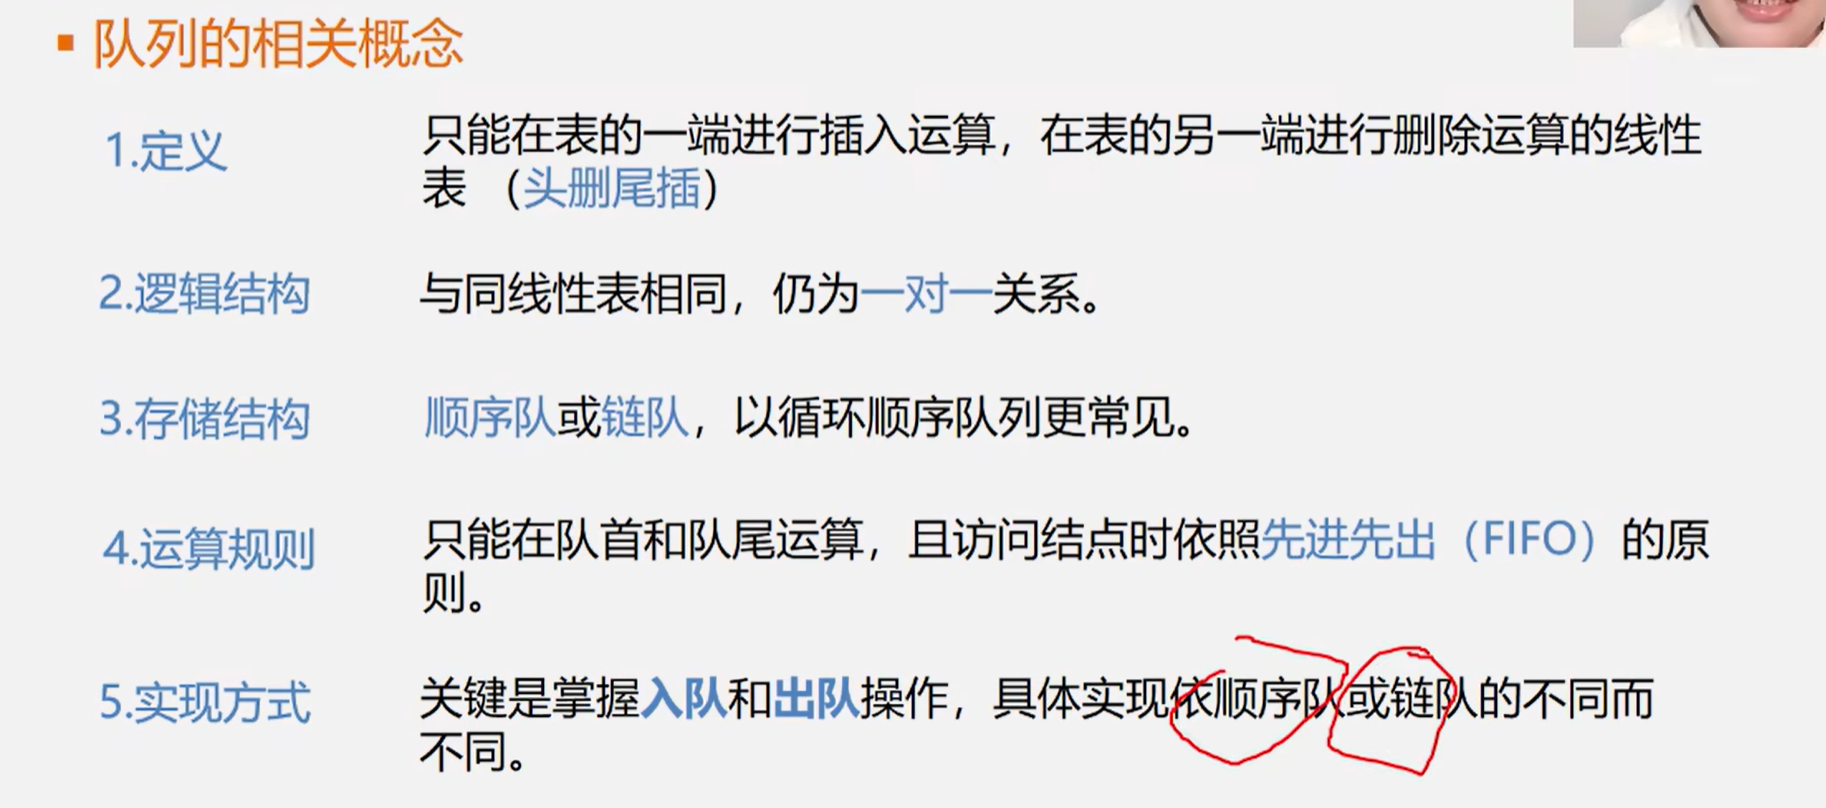 ▪ 队列的相关概念
1.定义
只能在表的一端进行插入运算，在表的另一端进行删除运算的线性
表 （头删尾插）
2.逻辑结构
与同线性表相同，仍为一对一关系。
3.存储结构
顺序队或链队，以循环顺序队列更常见。
4.运算规则
只能在队首和队尾运算，且访问结点时依照先进先出（FIFO）的原
则。
5.实现方式
关键是掌握入队和出队操作，具体实现依顺序队或链队的不同而
不同。